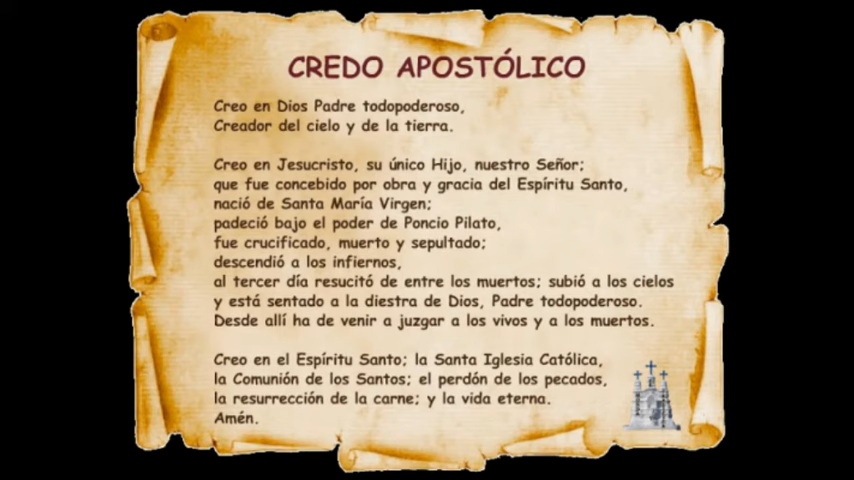 CREDO APOSTÓLICO
Creo en Dios Padre todopoderoso,
Creador del cielo y de la tierra.
Creo en Jesucristo, su único Hijo, nuestro Señor;
que fue concebido por obra y gracia del Espíritu Santo,
nació de Santa María Virgen;
padeció bajo el poder de Poncio Pilato,
fue crucificado, muerto y sepultado;
descendió a los infiernos,
al tercer día resucitó de entre los muertos; subió a los cielos
y está sentado a la diestra de Dios, Padre todopoderoso.
Desde allí ha de venir a juzgar a los vivos y a los muertos.
Creo en el Espíritu Santo; la Santa Iglesia Católica,
la Comunión de los Santos; el perdón de los pecados,
la resurrección de la carne; y la vida eterna.
Amén.